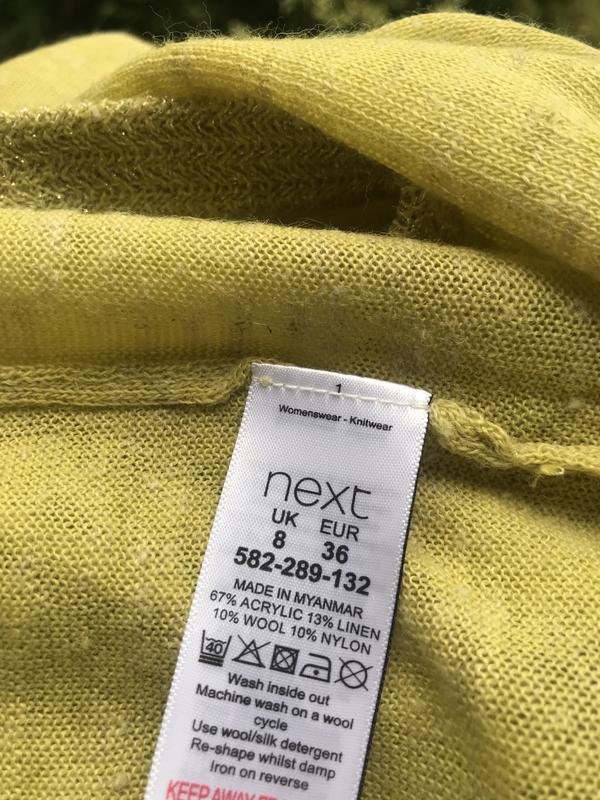 1
Womenswear - Knitwear
next
UK EUR
8 36
582-289-132
MADE IN MYANMAR
67% ACRYLIC 13% LINEN
10% WOOL 10% NYLON
40
Wash inside out
Machine wash on a wool
cycle
Use wool/silk detergent
Re-shape whilst damp
Iron on reverse
KEEP AWAY